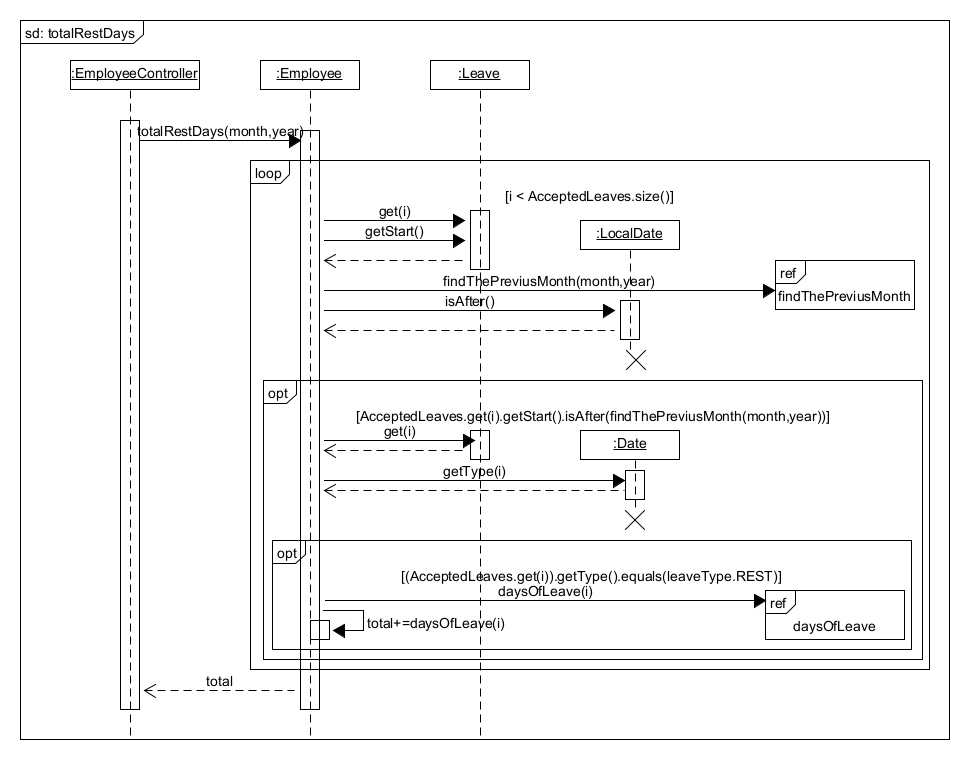 sd: totalRestDays
:EmployeeController
:Employee
:Leave
totalRestDays(month,year)
loop
[i < AcceptedLeaves.size()]
get(i)
getStart()
:LocalDate
findThePreviusMonth(month,year)
ref
findThePreviusMonth
isAfter()
opt
[AcceptedLeaves.get(i).getStart().isAfter(findThePreviusMonth(month,year))]
get(i)
:Date
getType(i)
opt
[(AcceptedLeaves.get(i)).getType().equals(leaveType.REST)]
daysOfLeave(i)
ref
daysOfLeave
total+=daysOfLeave(i)
total